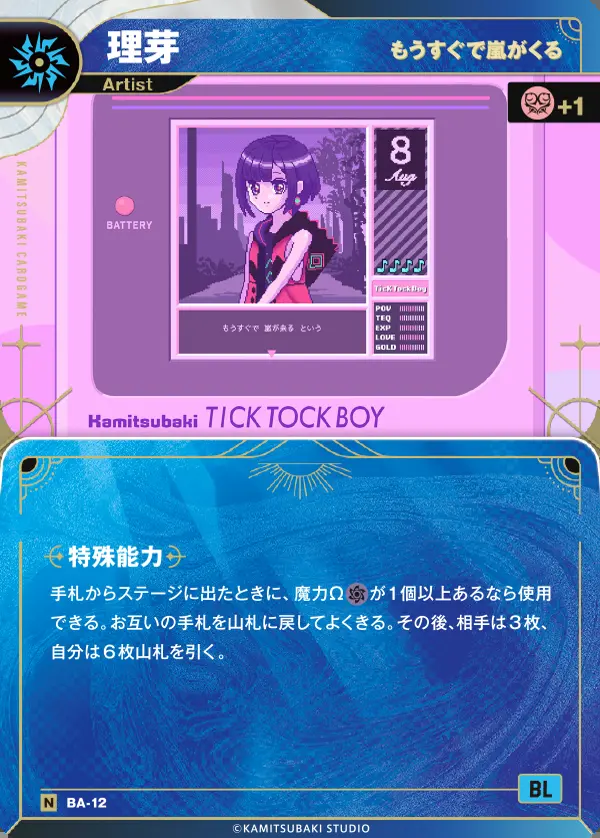 理芽
もうすぐで嵐がくる
Artist
+1
KAMITSUBAKI CARDGAME
BATTERY
8
Aug
TickTockBoy
POV
TEQ
EXP
LOVE
GOLD
もうすぐで 嵐が来る という
Kamitsubaki TICK TOCK BOY
特殊能力
手札からステージに出たときに、魔力Ωが1個以上あるなら使用
できる。お互いの手札を山札に戻してよくきる。その後、相手は3枚、
自分は6枚山札を引く。
N BA-12
BL
©KAMITSUBAKI STUDIO